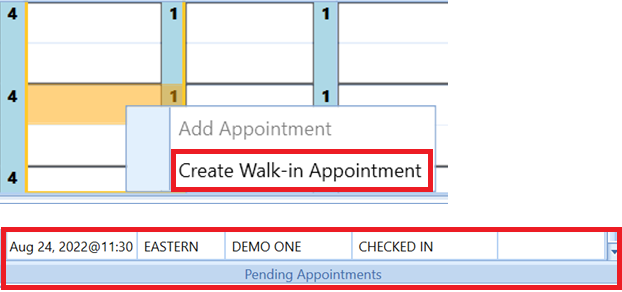 4 1 1
4 1 1
Add Appointment
Create Walk-in Appointment
4
Aug 24, 2022@11:30 EASTERN DEMO ONE CHECKED IN
Pending Appointments